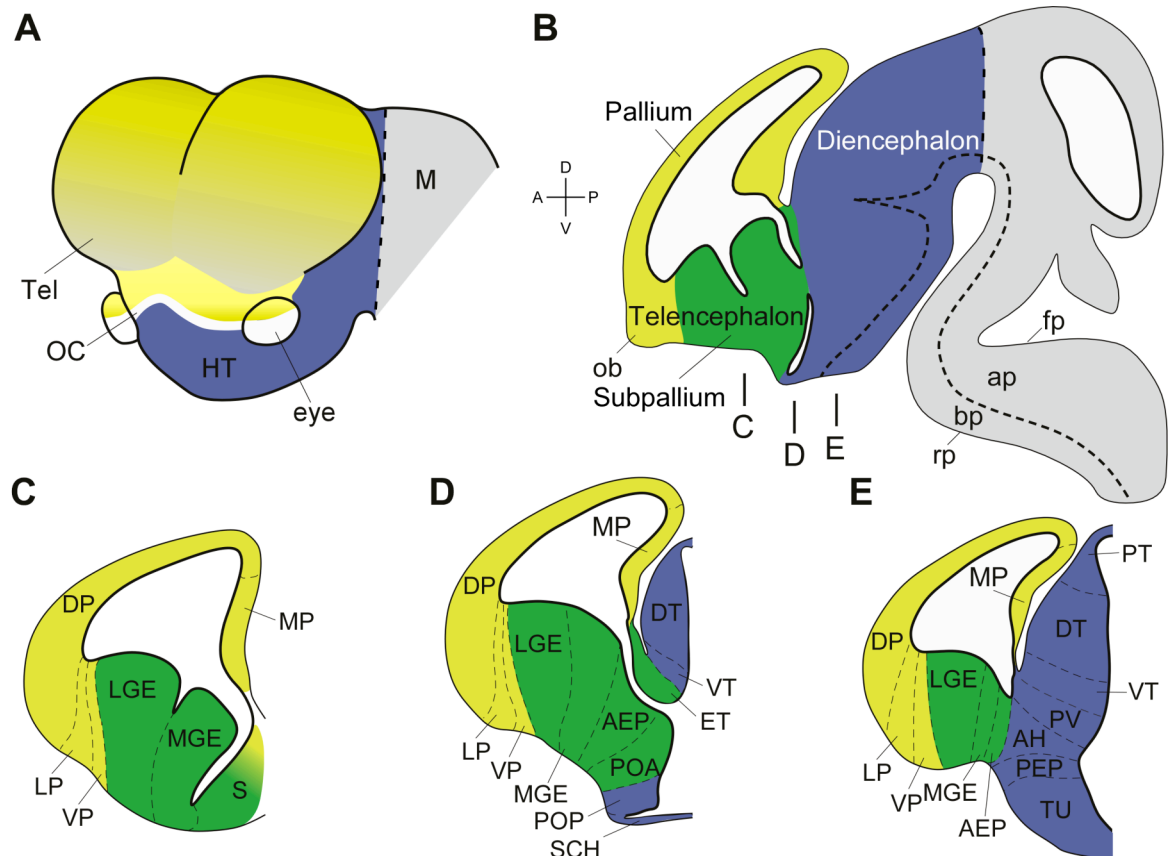 A
M
Tel
OC
HT
eye
B
Pallium
Diencephalon
D
A P
V
Telencephalon
ob
Subpallium
fp
ap
bp
rp
C
D
E
C
DP
MP
LGE
MGE
LP
VP
S
D
MP
DP
DT
LGE
VT
ET
AEP
LP
VP
POA
MGE
POP
SCH
E
PT
MP
DT
DP
LGE
VT
PV
AH
LP
PEP
VP
MGE
TU
AEP